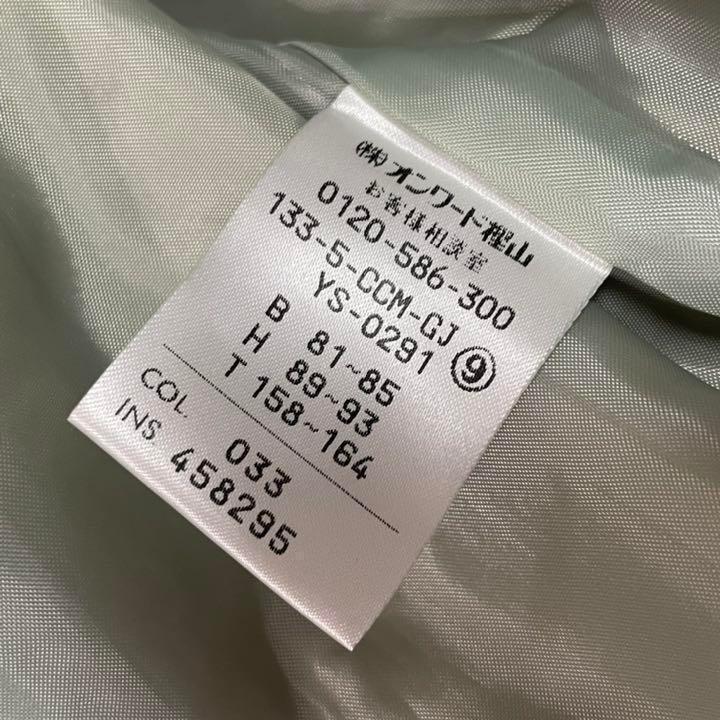 (株)オンワード樫山
お客様相談室
0120-586-300
133-5-CCM-GJ
YS-0291 ⑨
B 81~85
H 89~93
T 158~164
COL. 033
INS 458295